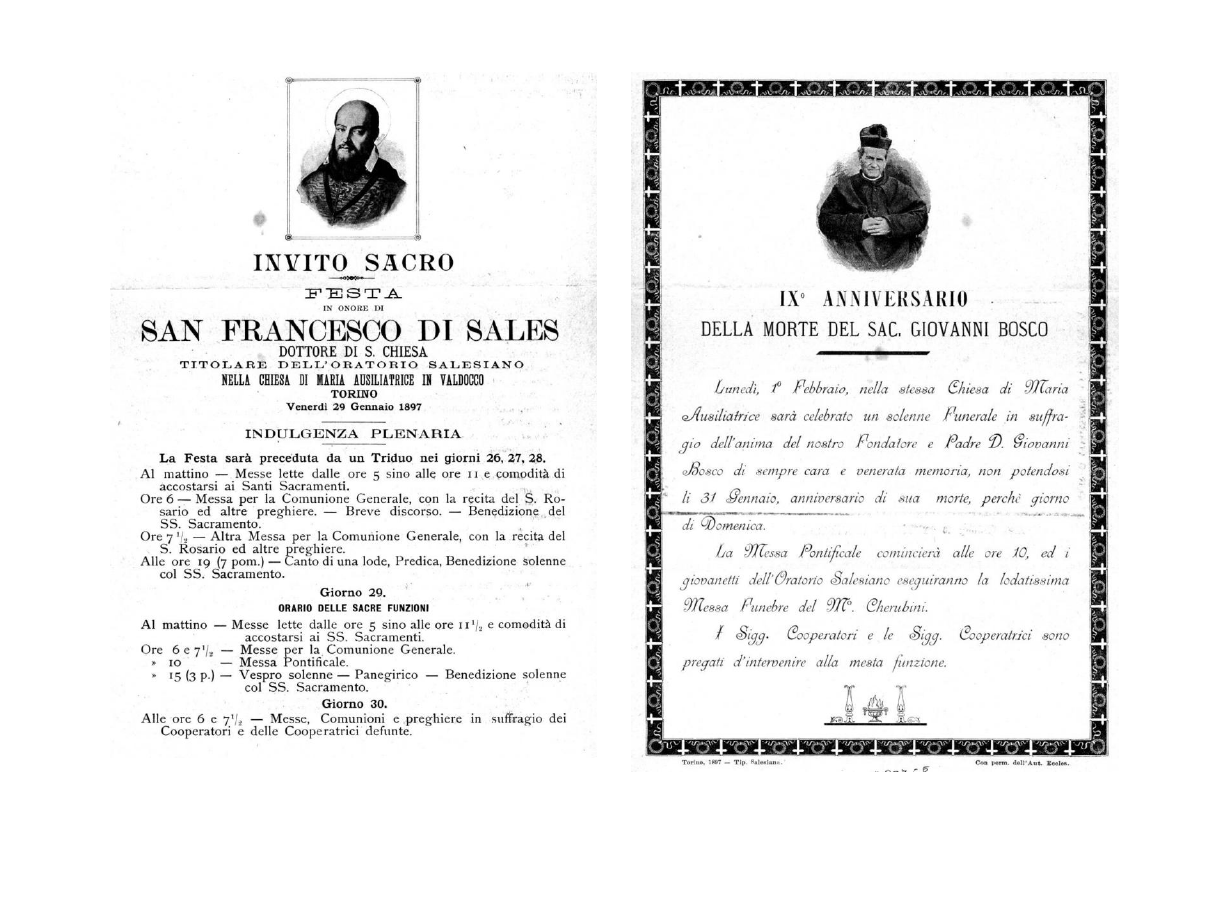 INVITO SACRO
FESTA
IN ONORE DI
SAN FRANCESCO DI SALES
DOTTORE DI S. CHIESA
TITOLARE DELL'ORATORIO SALESIANO
NELLA CHIESA DI MARIA AUSILIATRICE IN VALDOCCO
TORINO
Venerdì 29 Gennaio 1897
INDULGENZA PLENARIA
La Festa sarà preceduta da un Triduo nei giorni 26, 27, 28.
Al mattino — Messe lette dalle ore 5 sino alle ore 11 e comodità di
accostarsi ai Santi Sacramenti.
Ore 6 — Messa per la Comunione Generale, con la recita del S. Ro-
sario ed altre preghiere. — Breve discorso. — Benedizione del
SS. Sacramento.
Ore 7 1/2 — Altra Messa per la Comunione Generale, con la recita del
S. Rosario ed altre preghiere.
Alle ore 19 (7 pom.) — Canto di una lode, Predica, Benedizione solenne
col SS. Sacramento.
Giorno 29.
ORARIO DELLE SACRE FUNZIONI
Al mattino — Messe lette dalle ore 5 sino alle ore 11 1/2 e comodità di
accostarsi ai SS. Sacramenti.
Ore 6 e 7 1/2 — Messe per la Comunione Generale.
» 10 — Messa Pontificale.
» 15 (3 p.) — Vespro solenne — Panegirico — Benedizione solenne
col SS. Sacramento.
Giorno 30.
Alle ore 6 e 7 1/2 — Messe, Comunioni e preghiere in suffragio dei
Cooperatori e delle Cooperatrici defunte.
IXº ANNIVERSARIO
DELLA MORTE DEL SAC. GIOVANNI BOSCO
Lunedì, 1º Febbraio, nella stessa Chiesa di Maria
Ausiliatrice sarà celebrato un solenne Funerale in suffra-
gio dell'anima del nostro Fondatore e Padre D. Giovanni
Bosco di sempre cara e venerata memoria, non potendosi
li 31 Gennaio, anniversario di sua morte, perchè giorno
di Domenica.
La Messa Pontificale comincierà alle ore 10, ed i
giovanetti dell'Oratorio Salesiano eseguiranno la lodatissima
Messa Funebre del Mº. Cherubini.
I Sigg. Cooperatori e le Sigg. Cooperatrici sono
pregati d'intervenire alla mesta funzione.
Torino, 1897 — Tip. Salesiana.
Con perm. dell'Aut. Eccles.